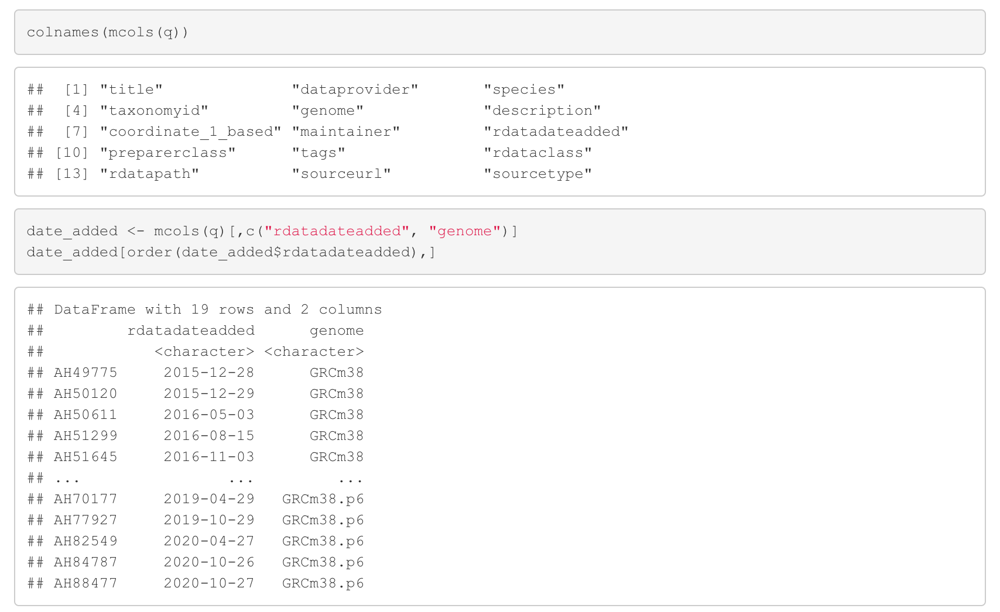 colnames(mcols(q))
##  [1] "title"              "dataprovider"       "species"
##  [4] "taxonomyid"         "genome"             "description"
##  [7] "coordinate_1_based" "maintainer"         "rdatadateadded"
## [10] "preparerclass"      "tags"               "rdataclass"
## [13] "rdatapath"          "sourceurl"          "sourcetype"
date_added <- mcols(q)[,c("rdatadateadded", "genome")]
date_added[order(date_added$rdatadateadded),]
## DataFrame with 19 rows and 2 columns
##         rdatadateadded      genome
##            <character> <character>
## AH49775     2015-12-28      GRCm38
## AH50120     2015-12-29      GRCm38
## AH50611     2016-05-03      GRCm38
## AH51299     2016-08-15      GRCm38
## AH51645     2016-11-03      GRCm38
## ...                ...         ...
## AH70177     2019-04-29   GRCm38.p6
## AH77927     2019-10-29   GRCm38.p6
## AH82549     2020-04-27   GRCm38.p6
## AH84787     2020-10-26   GRCm38.p6
## AH88477     2020-10-27   GRCm38.p6